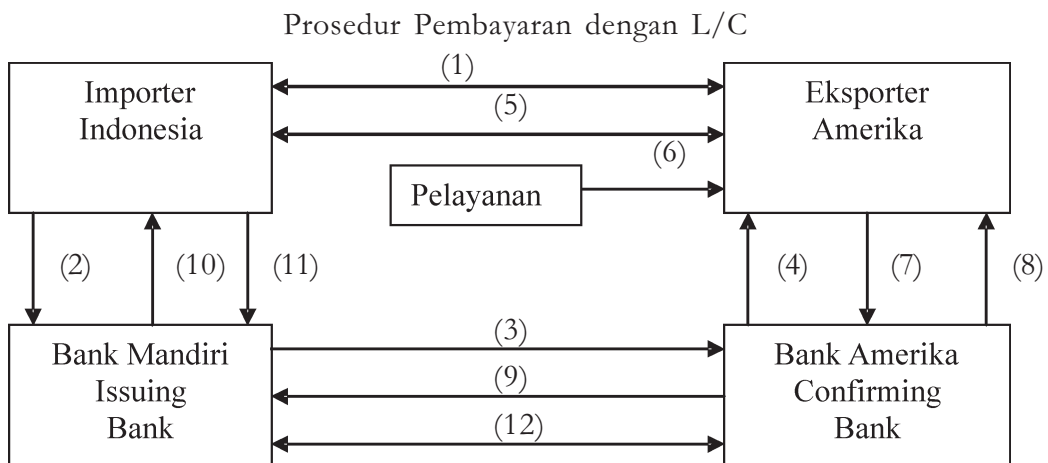 Prosedur Pembayaran dengan L/C
(1)
Importer
Indonesia
Eksporter
Amerika
(5)
(6)
Pelayanan
(2)
(10)
(11)
(4)
(7)
(8)
Bank Mandiri
Issuing
Bank
(3)
(9)
(12)
Bank Amerika
Confirming
Bank